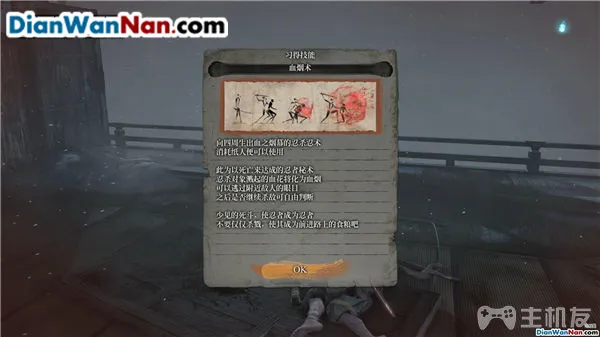 DianWanNan.com
习得技能
血烟术
向四周生出血之烟幕的忍杀忍术
消耗纸人便可以使用
此为以死亡来达成的忍者秘术
忍杀对象溅起的血花将化为血烟
可以逃过附近敌人的眼目
之后是否继续杀敌可自由判断
少见的死斗，使忍者成为忍者
不要仅仅杀戮，使其成为前进路上的食粮吧
OK
主机友
DianWanNan.com